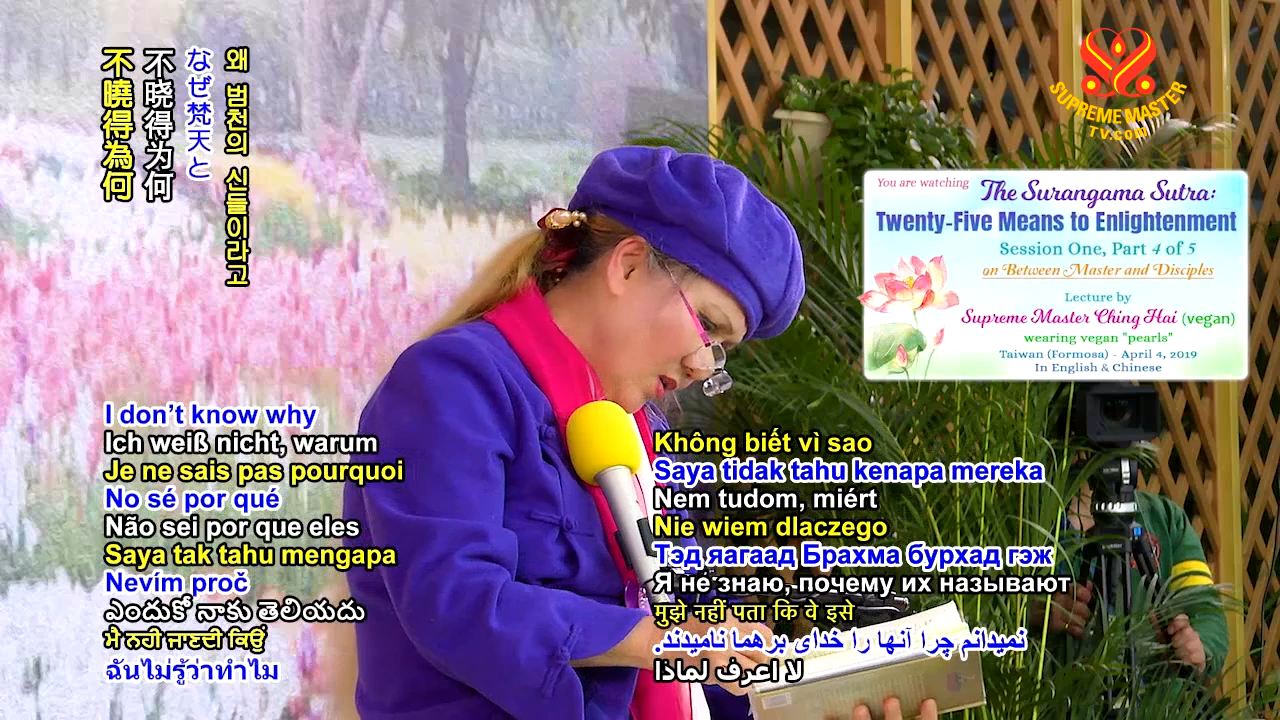 不曉得為何
不晓得为何
なぜ梵天と
왜 범천의 신들이라고
SUPREME MASTER
TV.com
You are watching
The Surangama Sutra:
Twenty-Five Means to Enlightenment
Session One, Part 4 of 5
on Between Master and Disciples
Lecture by
Supreme Master Ching Hai (vegan)
wearing vegan "pearls"
Taiwan (Formosa) - April 4, 2019
In English & Chinese
I don't know why
Ich weiß nicht, warum
Je ne sais pas pourquoi
No sé por qué
Não sei por que eles
Saya tak tahu mengapa
Nevím proč
ఎందుకో నాకు తెలియదు
ਮੈ ਨਹੀ ਜਾਣਦੀ ਕਿਉਂ
ฉันไม่รู้ว่าทำไม
Không biết vì sao
Saya tidak tahu kenapa mereka
Nem tudom, miért
Nie wiem dlaczego
Тэд яагаад Брахма бурхад гэж
Я не знаю, почему их называют
मुझे नहीं पता कि वे इसे
نمیدانم چرا آنها را خدای برهما نامیدند.
لا اعرف لماذا